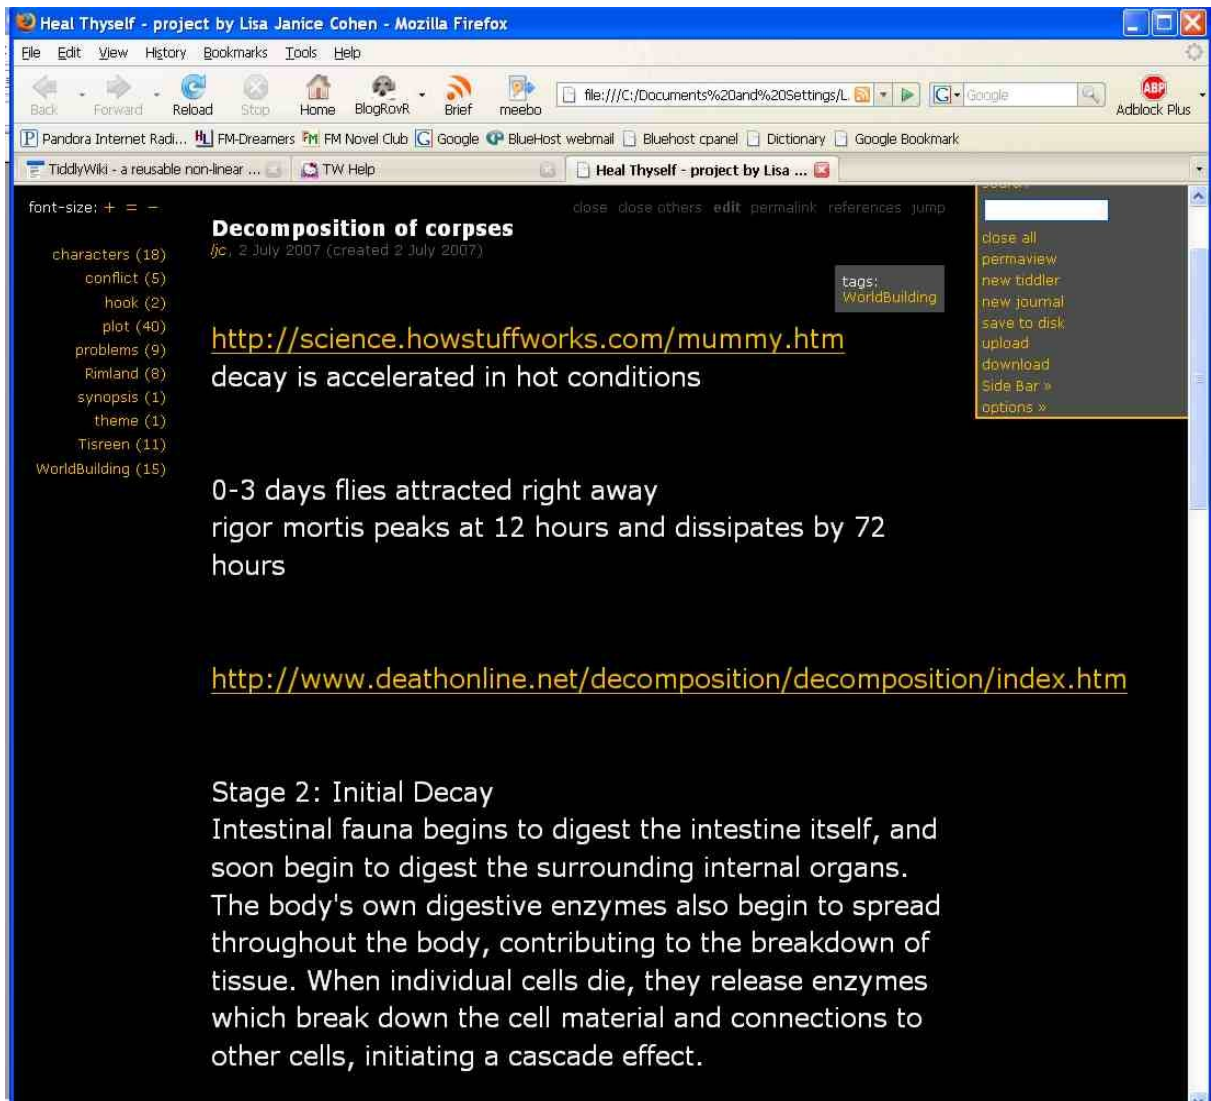 Heal Thyself - project by Lisa Janice Cohen - Mozilla Firefox
File Edit View History Bookmarks Tools Help
Back Forward Reload Stop Home BlogRovR Brief meebo file:///C:/Documents%20and%20Settings/L Google Adblock Plus
Pandora Internet Radi... FM-Dreamers FM Novel Club Google BlueHost webmail Bluehost cpanel Dictionary Google Bookmark
TiddlyWiki - a reusable non-linear ... TW Help Heal Thyself - project by Lisa ...
font-size: + = -
characters (18)
conflict (5)
hook (2)
plot (40)
problems (9)
Rimland (8)
synopsis (1)
theme (1)
Tisreen (11)
WorldBuilding (15)
close close others edit permalink references jump
Decomposition of corpses
ljc, 2 July 2007 (created 2 July 2007)
tags:
WorldBuilding
http://science.howstuffworks.com/mummy.htm
decay is accelerated in hot conditions
0-3 days flies attracted right away
rigor mortis peaks at 12 hours and dissipates by 72
hours
http://www.deathonline.net/decomposition/decomposition/index.htm
Stage 2: Initial Decay
Intestinal fauna begins to digest the intestine itself, and
soon begin to digest the surrounding internal organs.
The body's own digestive enzymes also begin to spread
throughout the body, contributing to the breakdown of
tissue. When individual cells die, they release enzymes
which break down the cell material and connections to
other cells, initiating a cascade effect.
close all
permaview
new tiddler
new journal
save to disk
upload
download
Side Bar »
options »